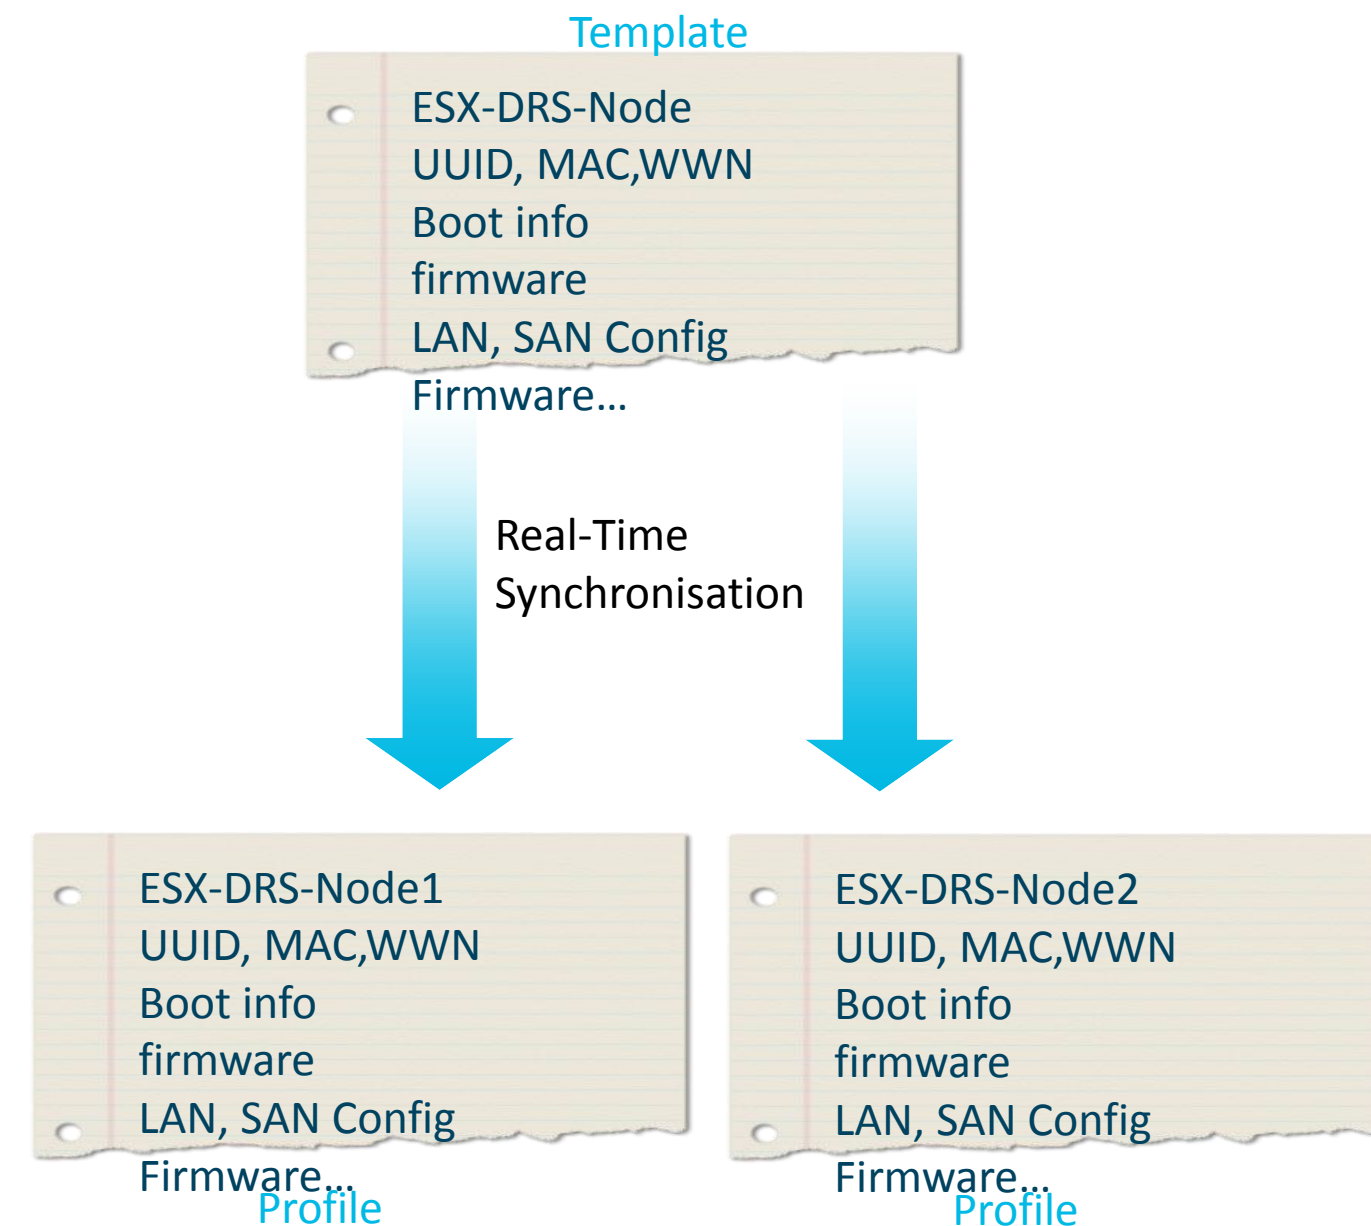 Template
ESX-DRS-Node
UUID, MAC,WWN
Boot info
firmware
LAN, SAN Config
Firmware…
Real-Time
Synchronisation
ESX-DRS-Node1
UUID, MAC,WWN
Boot info
firmware
LAN, SAN Config
Firmware…
Profile
ESX-DRS-Node2
UUID, MAC,WWN
Boot info
firmware
LAN, SAN Config
Firmware…
Profile